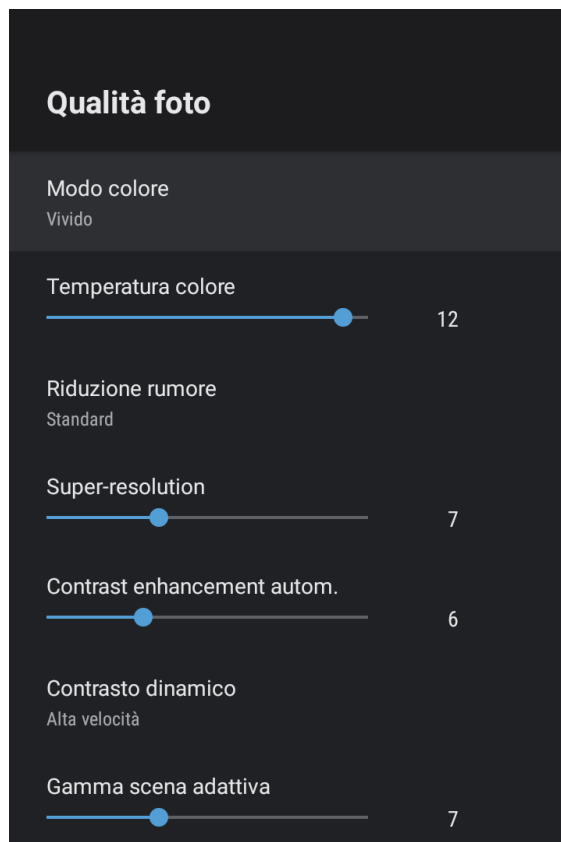 Qualità foto
Modo colore
Vivido
Temperatura colore
12
Riduzione rumore
Standard
Super-resolution
7
Contrast enhancement autom.
6
Contrasto dinamico
Alta velocità
Gamma scena adattiva
7